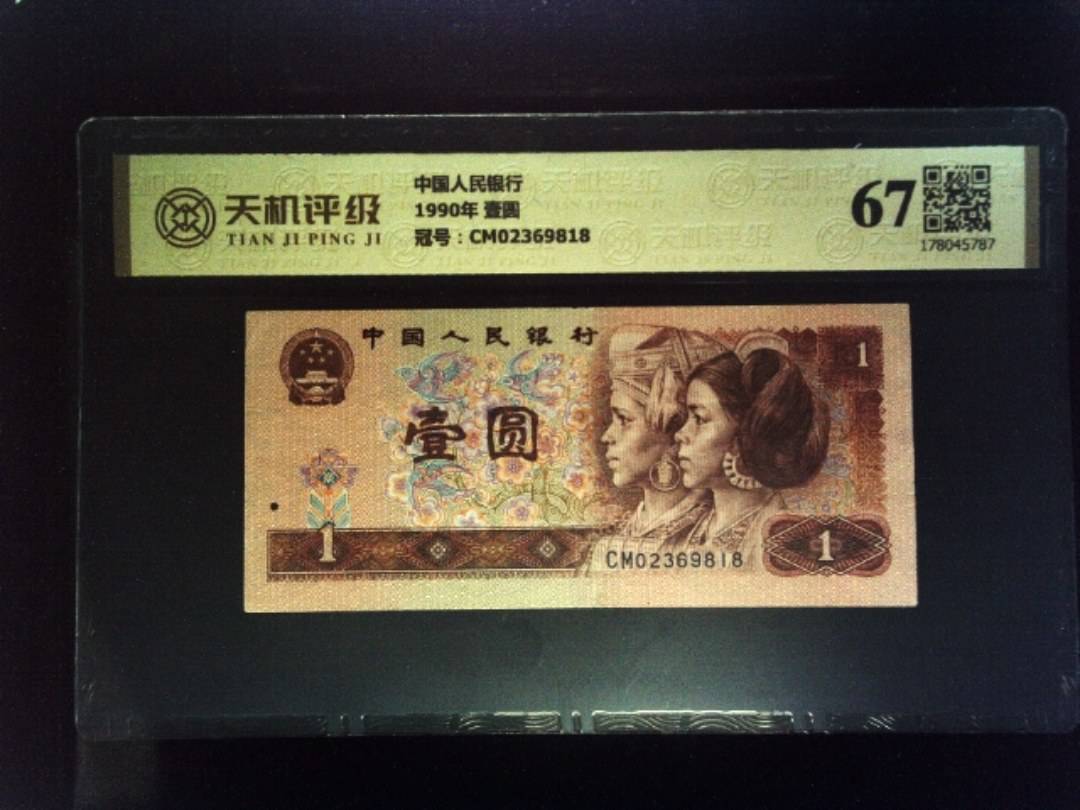 天机评级
TIAN JI PING JI
中国人民银行
1990年 壹圆
冠号：CM02369818
67
178045787
中国人民银行
壹圆
1
1
CM02369818
1